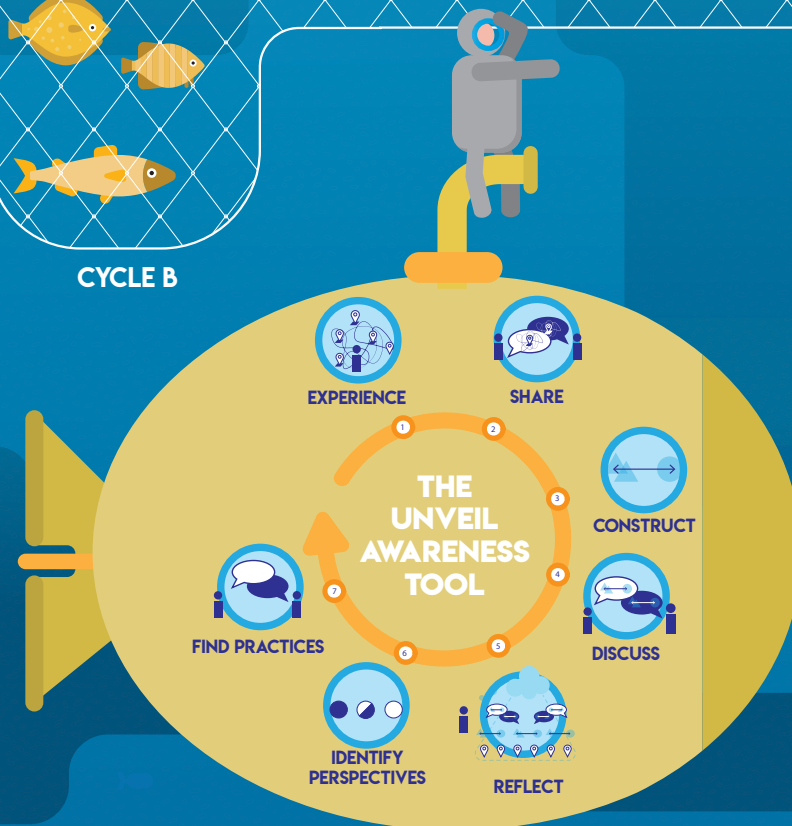 CYCLE B
EXPERIENCE
SHARE
1
2
CONSTRUCT
3
THE
UNVEIL
AWARENESS
TOOL
4
DISCUSS
5
REFLECT
6
IDENTIFY
PERSPECTIVES
7
FIND PRACTICES